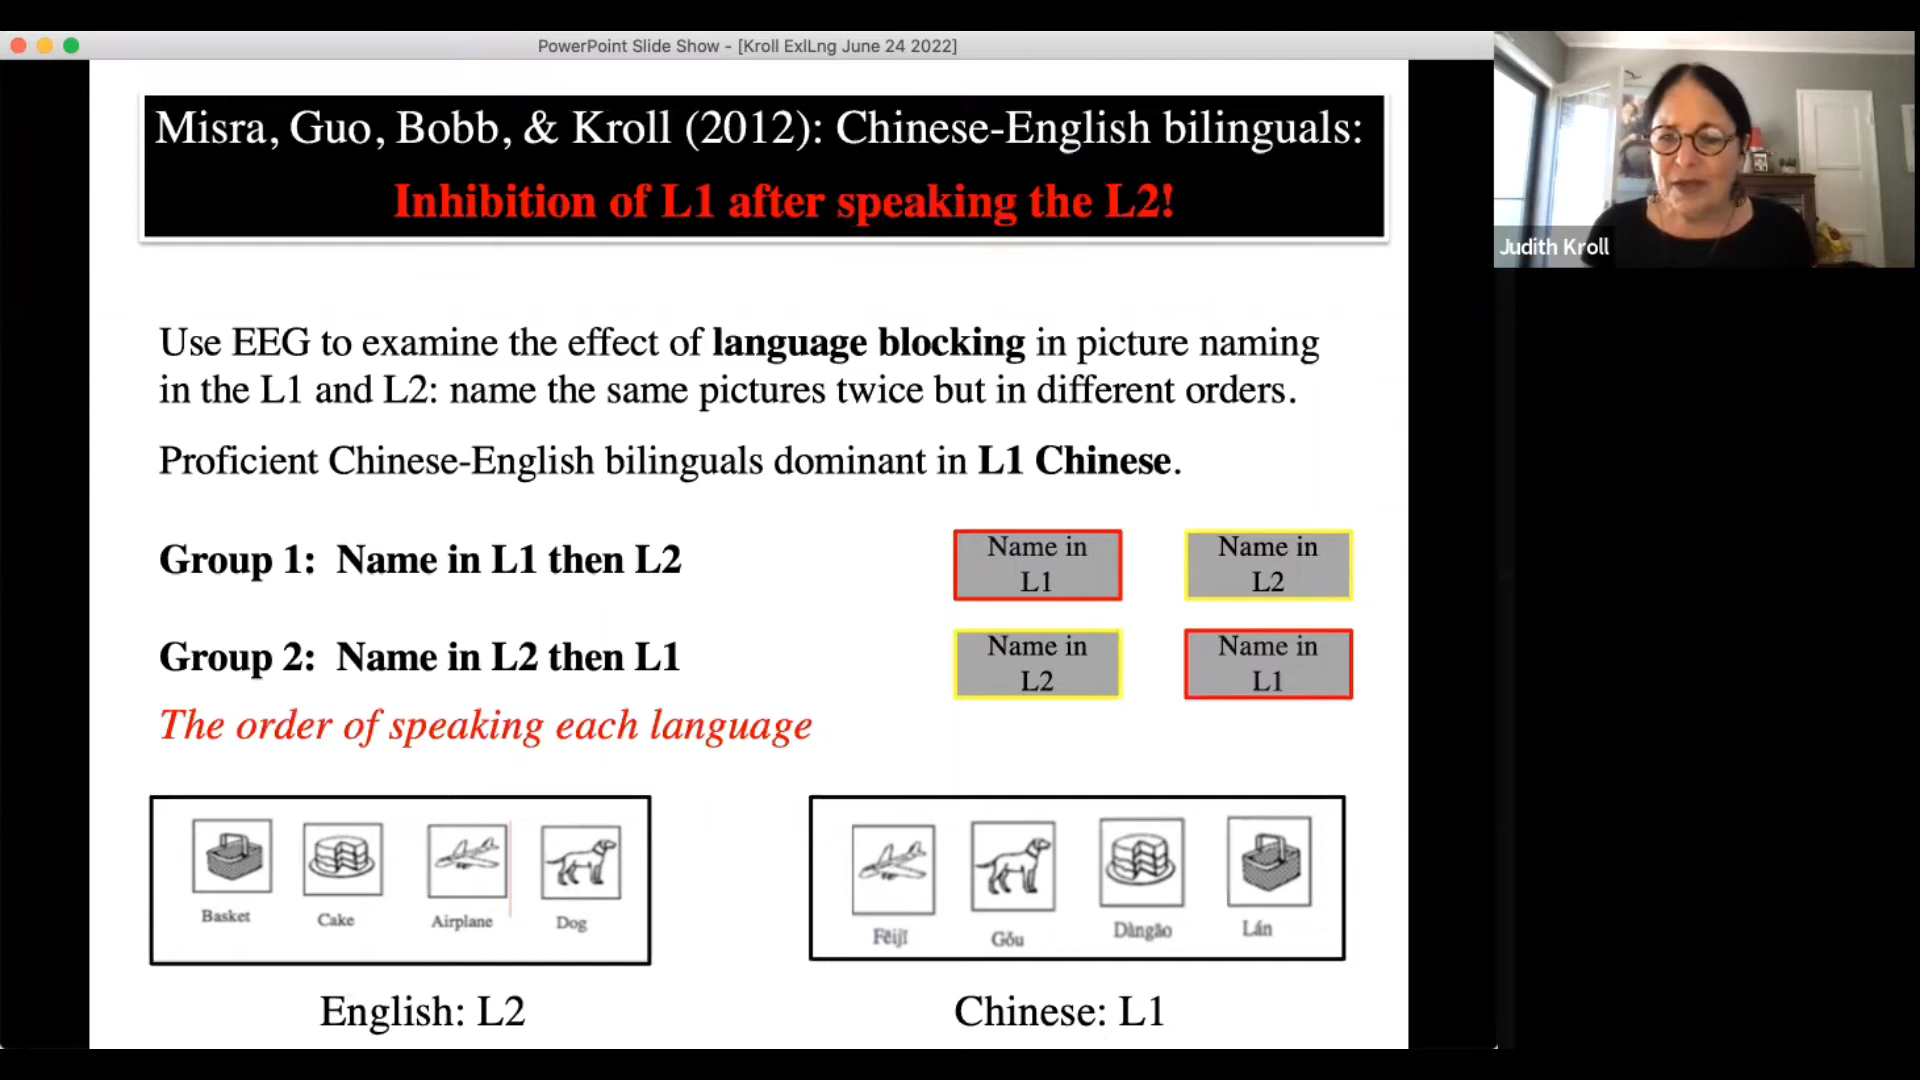 PowerPoint Slide Show - [Kroll ExlLng June 24 2022]
Misra, Guo, Bobb, & Kroll (2012): Chinese-English bilinguals:
Inhibition of L1 after speaking the L2!
Judith Kroll
Use EEG to examine the effect of language blocking in picture naming
in the L1 and L2: name the same pictures twice but in different orders.
Proficient Chinese-English bilinguals dominant in L1 Chinese.
Group 1: Name in L1 then L2
Name in
L1
Name in
L2
Group 2: Name in L2 then L1
Name in
L2
Name in
L1
The order of speaking each language
Basket
Cake
Airplane
Dog
Fēijī
Gǒu
Dàngāo
Lán
English: L2
Chinese: L1